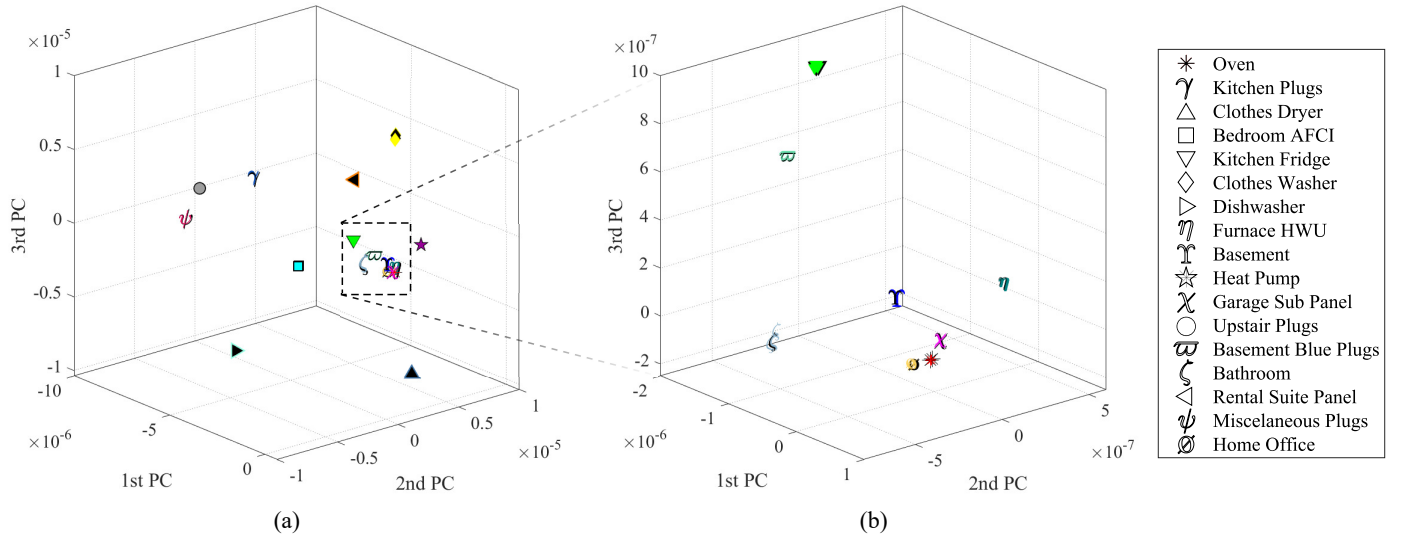 ×10⁻⁵
1
0.5
0
-0.5
-1
3rd PC
-10
-5
0
×10⁻⁶
1st PC
-1
-0.5
0
0.5
1
×10⁻⁵
2nd PC
(a)
γ
ψ
ϖ
ζ
ϒ
η
χ
×10⁻⁷
10
8
6
4
2
0
-2
3rd PC
-2
-1
0
1
×10⁻⁶
1st PC
-5
0
5
×10⁻⁷
2nd PC
(b)
ϖ
η
ϒ
ζ
χ
Ø
Oven
γ Kitchen Plugs
Clothes Dryer
Bedroom AFCI
Kitchen Fridge
Clothes Washer
Dishwasher
η Furnace HWU
ϒ Basement
Heat Pump
χ Garage Sub Panel
Upstair Plugs
ϖ Basement Blue Plugs
ζ Bathroom
Rental Suite Panel
ψ Miscelaneous Plugs
Ø Home Office